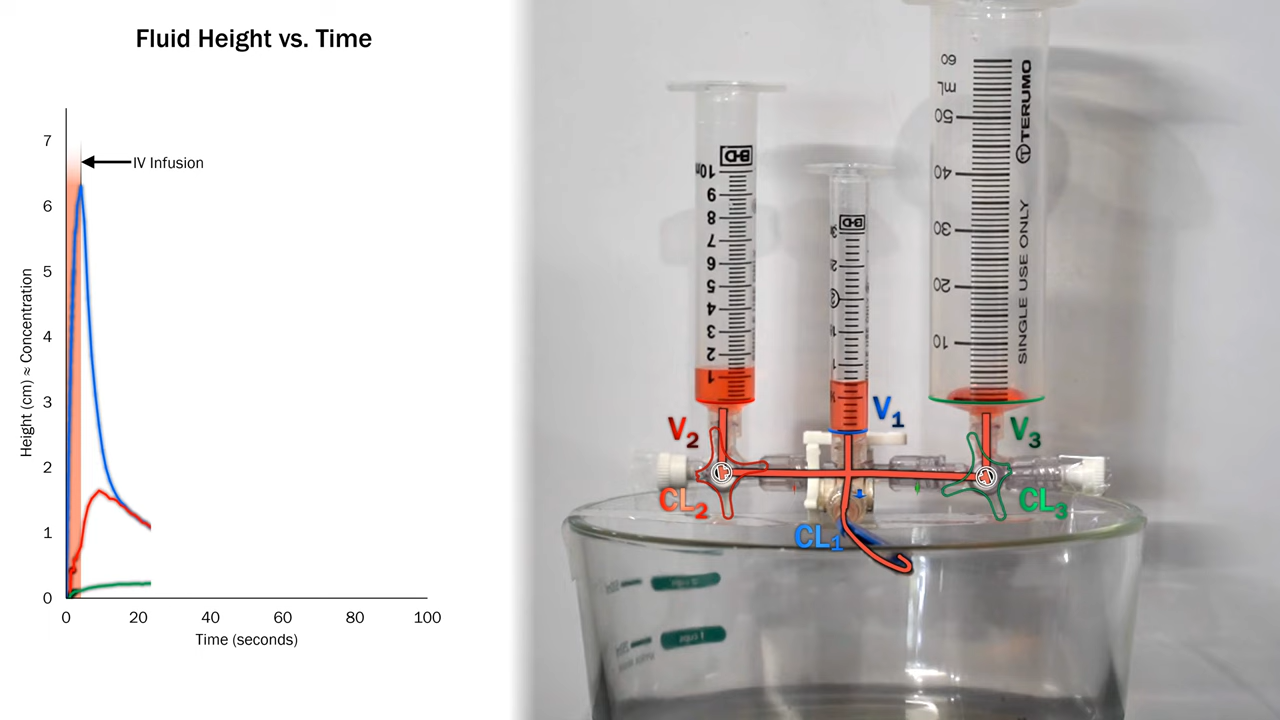 Fluid Height vs. Time
7
6
5
4
3
2
1
0
IV Infusion
Height (cm) ≈ Concentration
0 20 40 60 80 100
Time (seconds)
B-D
10
9
8
7
6
5
4
3
2
1
B-D
60
mL
50
40
30
20
10
TERUMO
SINGLE USE ONLY
V2
V1
V3
CL2
CL1
CL3